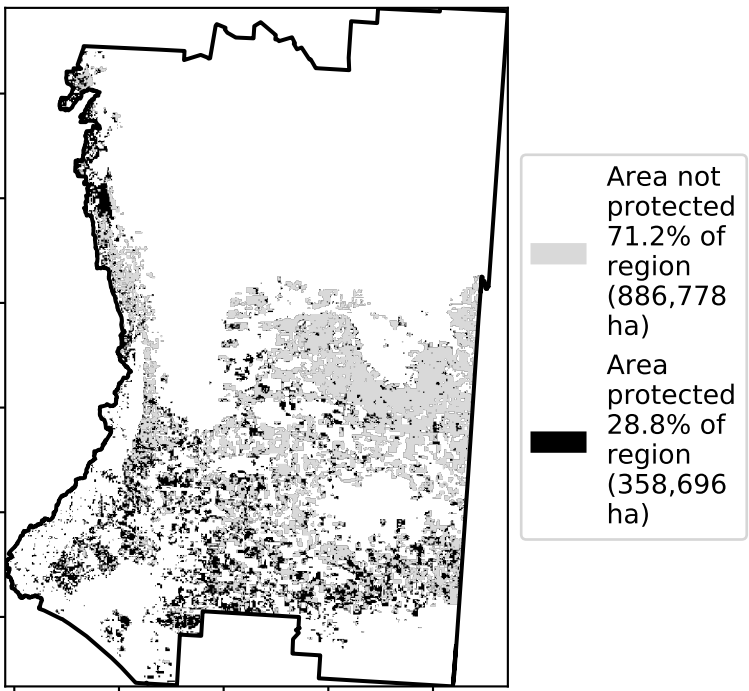 Area not
protected
71.2% of
region
(886,778
ha)
Area
protected
28.8% of
region
(358,696
ha)